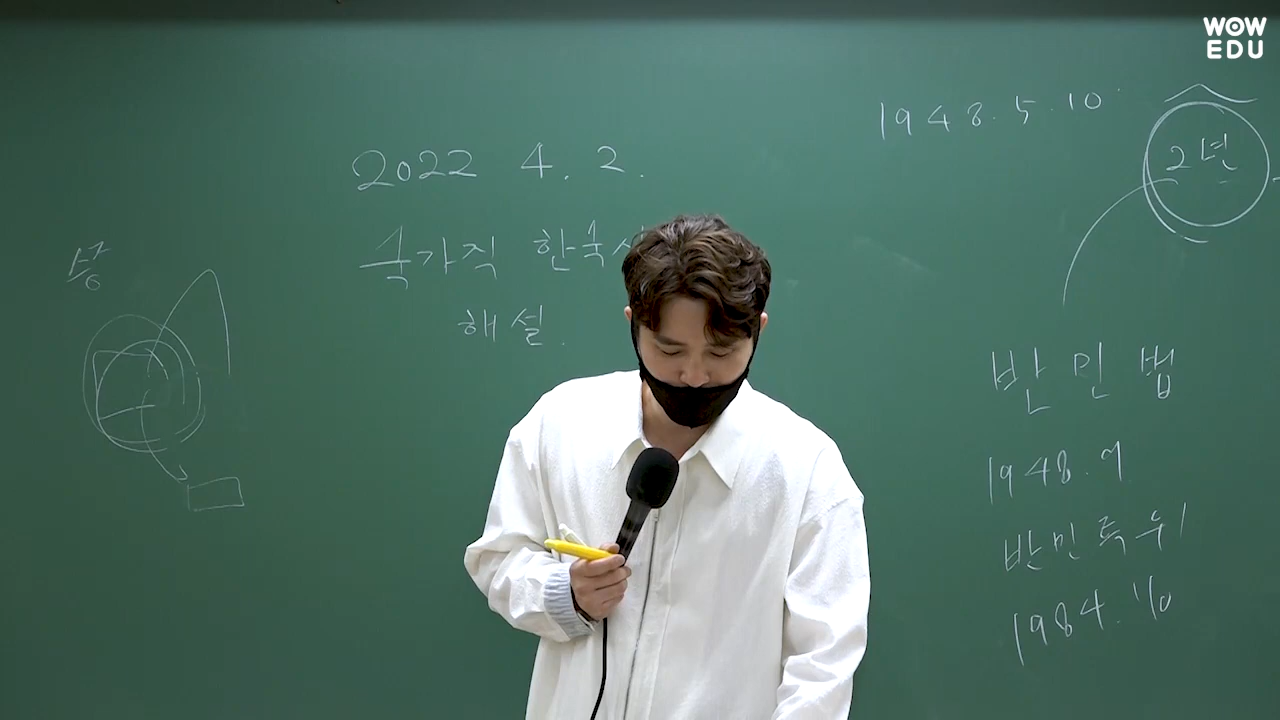 WOW
EDU
1948.5.10
2년
2022 4. 2.
국가직 한국사
해설.
반민법
1948.9
반민특위
1984.10